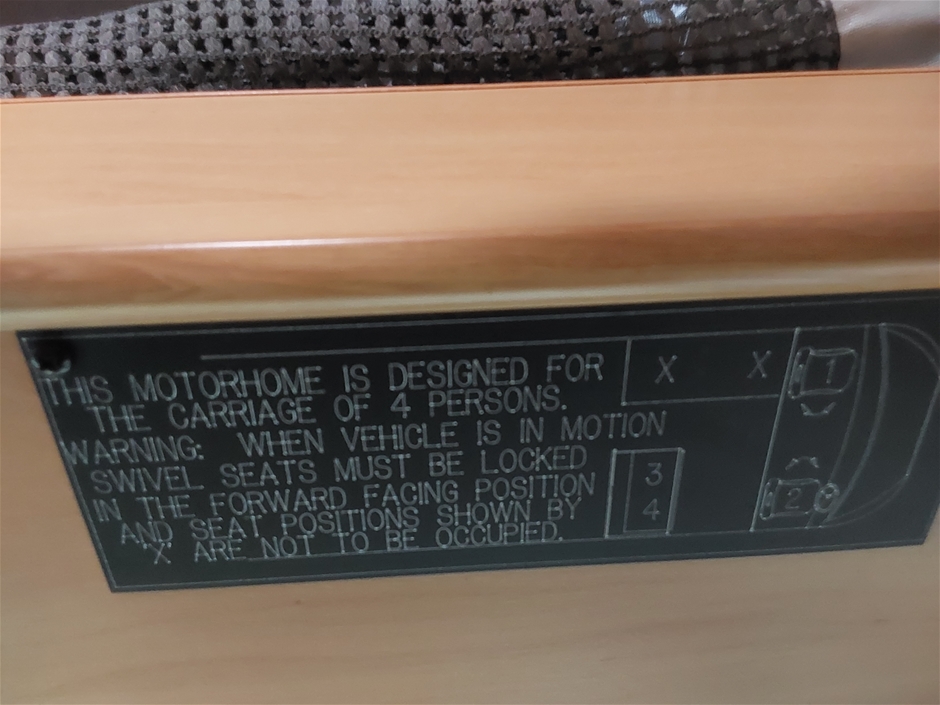 THIS MOTORHOME IS DESIGNED FOR
THE CARRIAGE OF 4 PERSONS.
WARNING: WHEN VEHICLE IS IN MOTION
SWIVEL SEATS MUST BE LOCKED
IN THE FORWARD FACING POSITION
AND SEAT POSITIONS SHOWN BY
'X' ARE NOT TO BE OCCUPIED.
X X
1
3
4
2